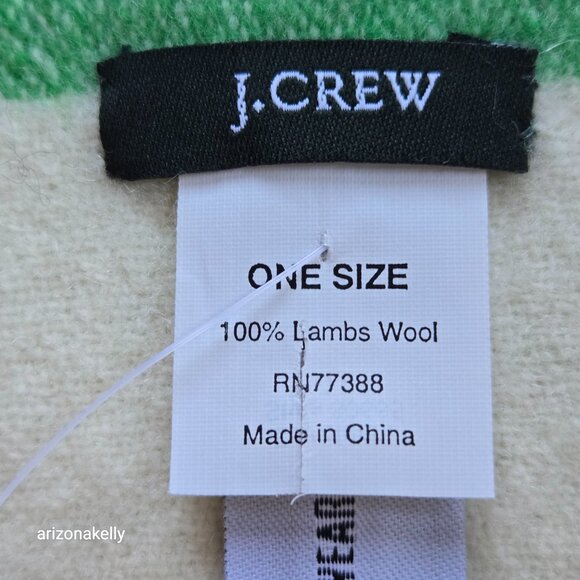 J.CREW
ONE SIZE
100% Lambs Wool
RN77388
Made in China
arizonakelly